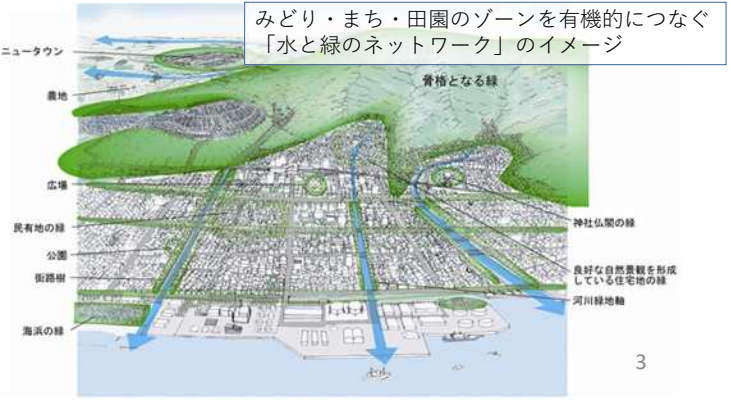 みどり・まち・田園のゾーンを有機的につなぐ
「水と緑のネットワーク」のイメージ
ニュータウン
骨格となる緑
農地
広場
民有地の緑
公園
街路樹
海浜の緑
神社仏閣の緑
良好な自然景観を形成
している住宅地の緑
河川緑地軸
3